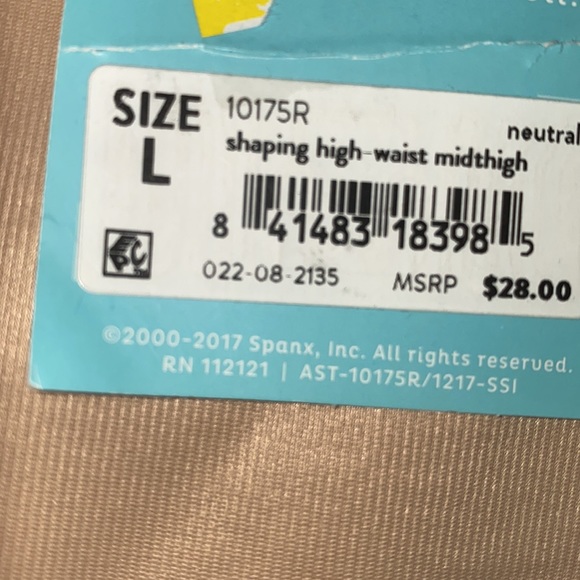 SIZE
L
10175R
neutral
shaping high-waist midthigh
8 41483 18398 5
022-08-2135
MSRP $28.00
©2000-2017 Spanx, Inc. All rights reserved.
RN 112121 | AST-10175R/1217-SSI